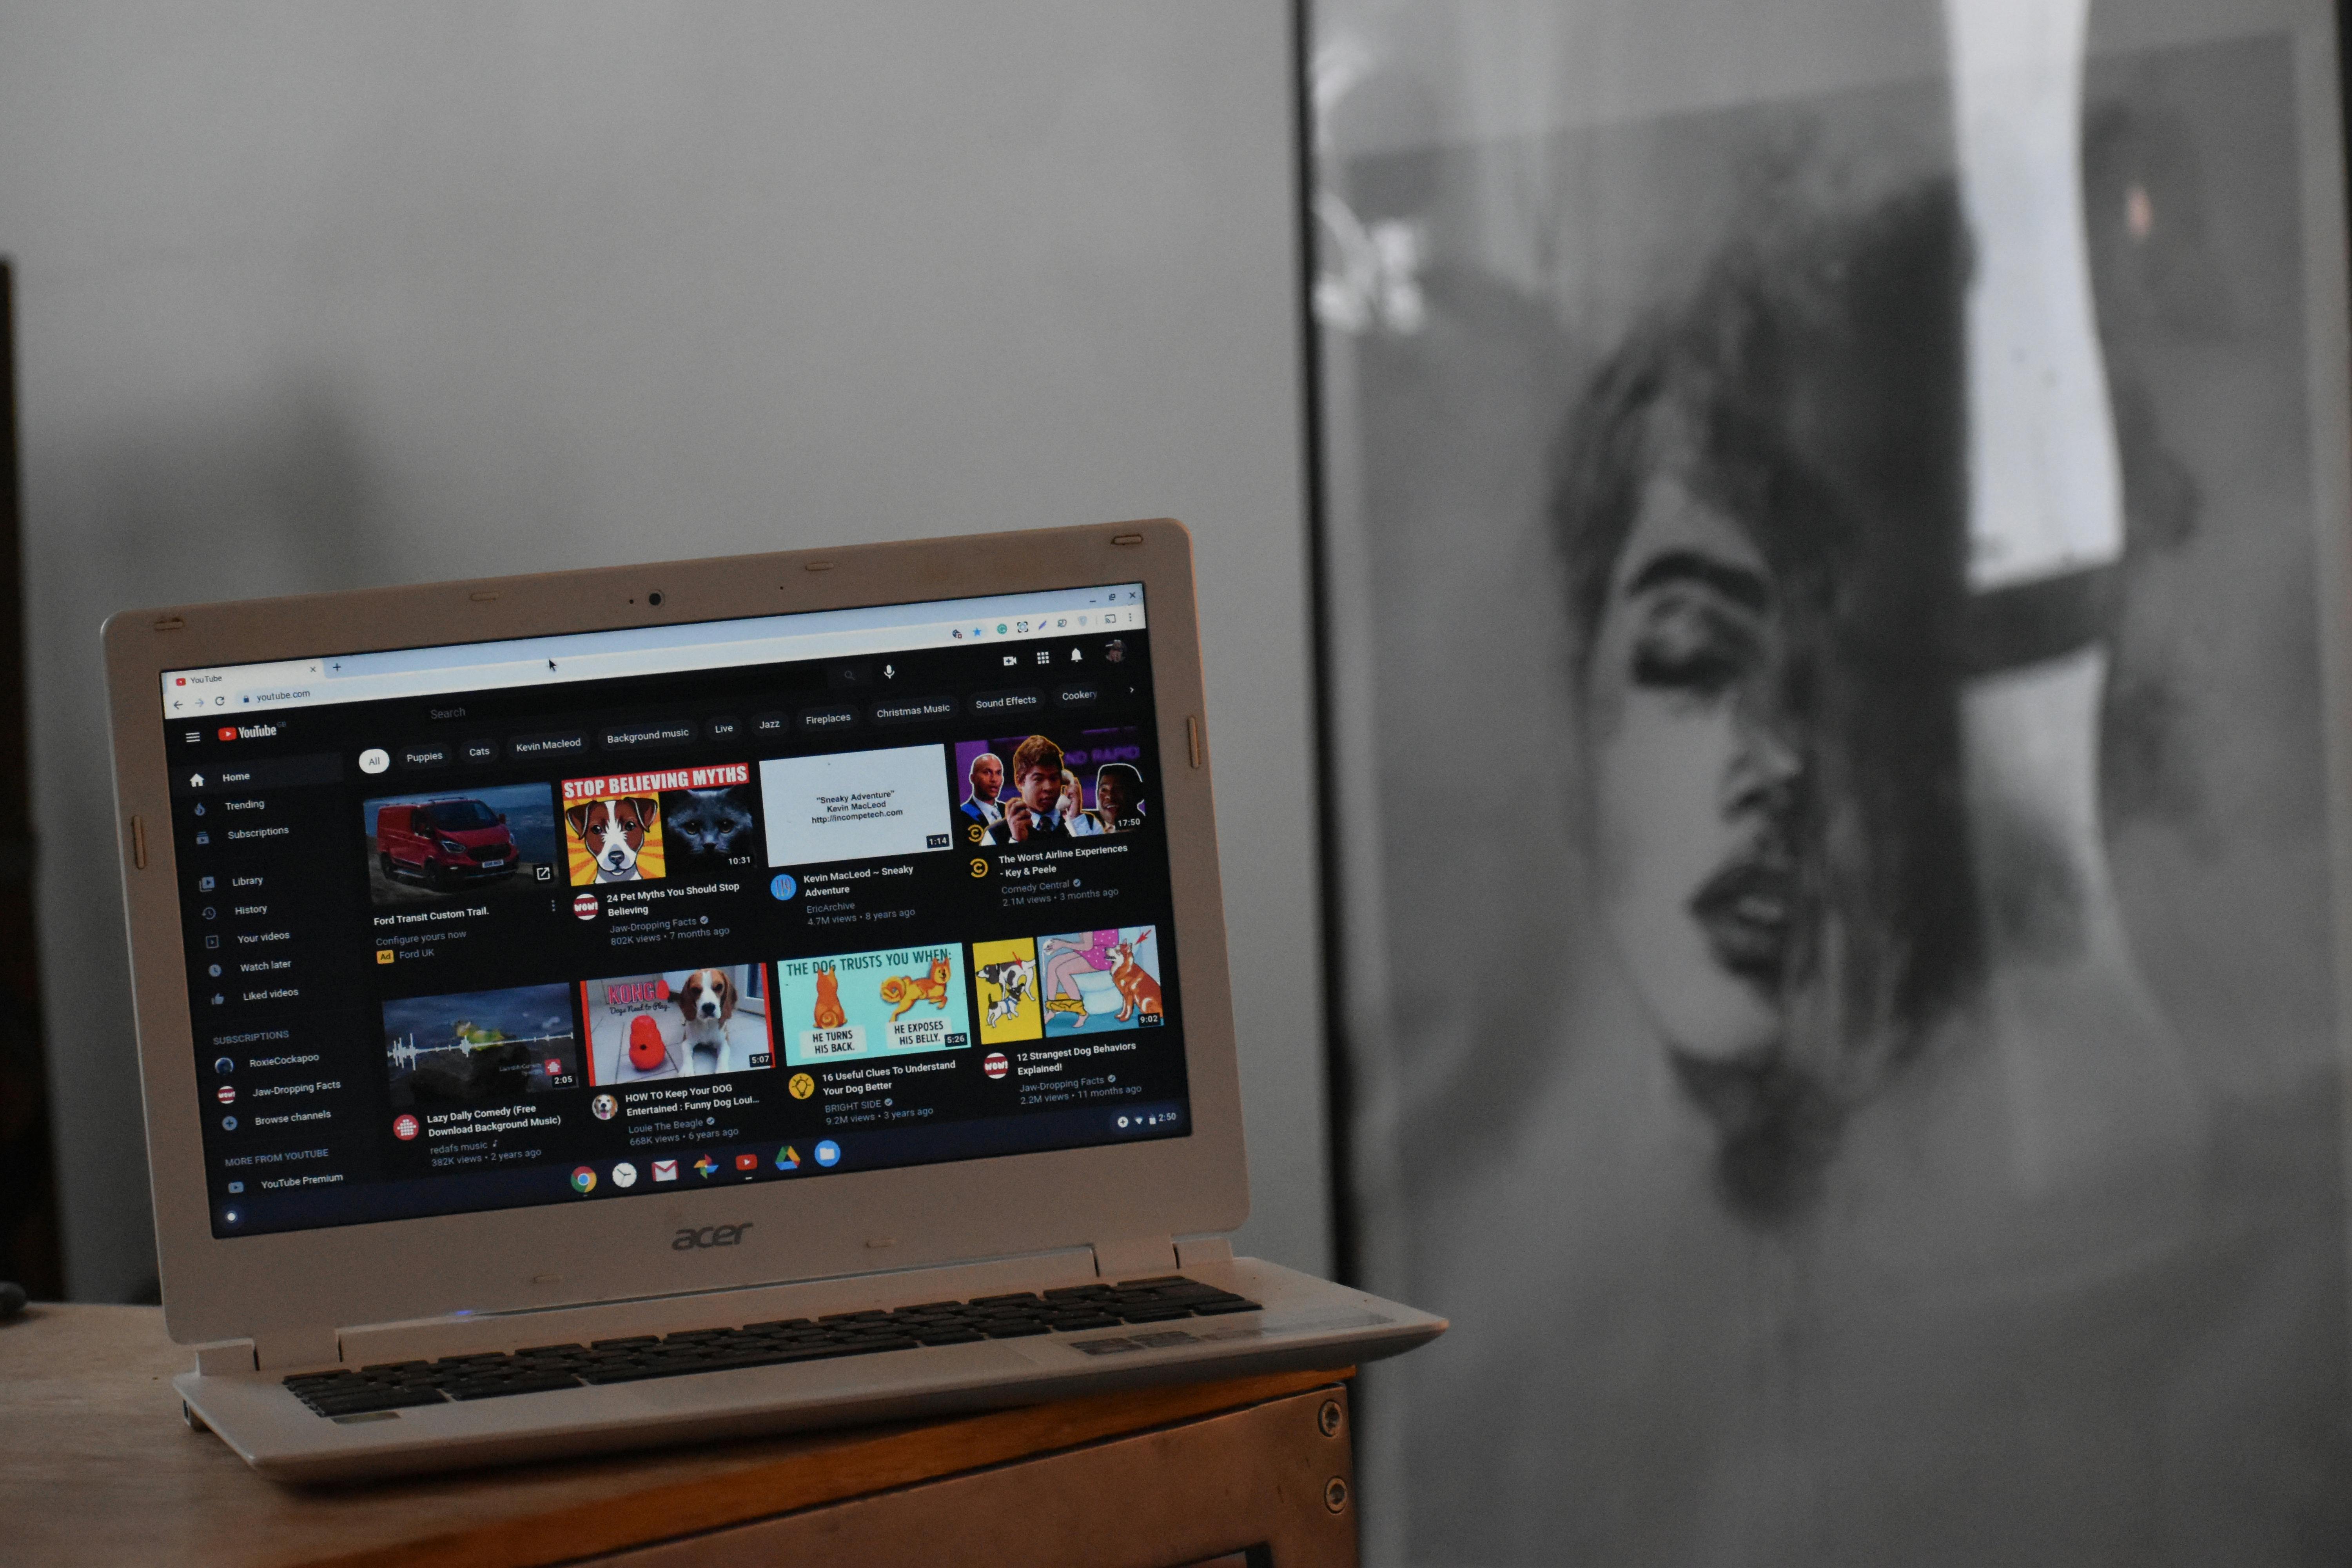 YouTube
youtube.com
YouTube GB
Search
All
Puppies
Cats
Kevin Macleod
Background music
Live
Jazz
Fireplaces
Christmas Music
Sound Effects
Cookery
Home
Trending
Subscriptions
Library
History
Your videos
Watch later
Liked videos
SUBSCRIPTIONS
RoxieCockapoo
Jaw-Dropping Facts
Browse channels
MORE FROM YOUTUBE
YouTube Premium
Ford Transit Custom Trail.
Configure yours now
Ad Ford UK
STOP BELIEVING MYTHS
10:31
WOW!
24 Pet Myths You Should Stop
Believing
Jaw-Dropping Facts
802K views • 7 months ago
"Sneaky Adventure"
Kevin MacLeod
http://incompetech.com
1:14
Kevin MacLeod ~ Sneaky
Adventure
EricArchive
4.7M views • 8 years ago
ND RAPID
17:50
The Worst Airline Experiences
- Key & Peele
Comedy Central
2.1M views • 3 months ago
2:05
Lazy Dally Comedy (Free
Download Background Music)
redafs music
382K views • 2 years ago
KONG
Dogs Need to Play
5:07
HOW TO Keep Your DOG
Entertained : Funny Dog Loui...
Louie The Beagle
668K views • 6 years ago
THE DOG TRUSTS YOU WHEN:
HE TURNS
HIS BACK.
HE EXPOSES
HIS BELLY.
5:26
16 Useful Clues To Understand
Your Dog Better
BRIGHT SIDE
9.2M views • 3 years ago
9:02
WOW!
12 Strangest Dog Behaviors
Explained!
Jaw-Dropping Facts
2.2M views • 11 months ago
2:50
acer